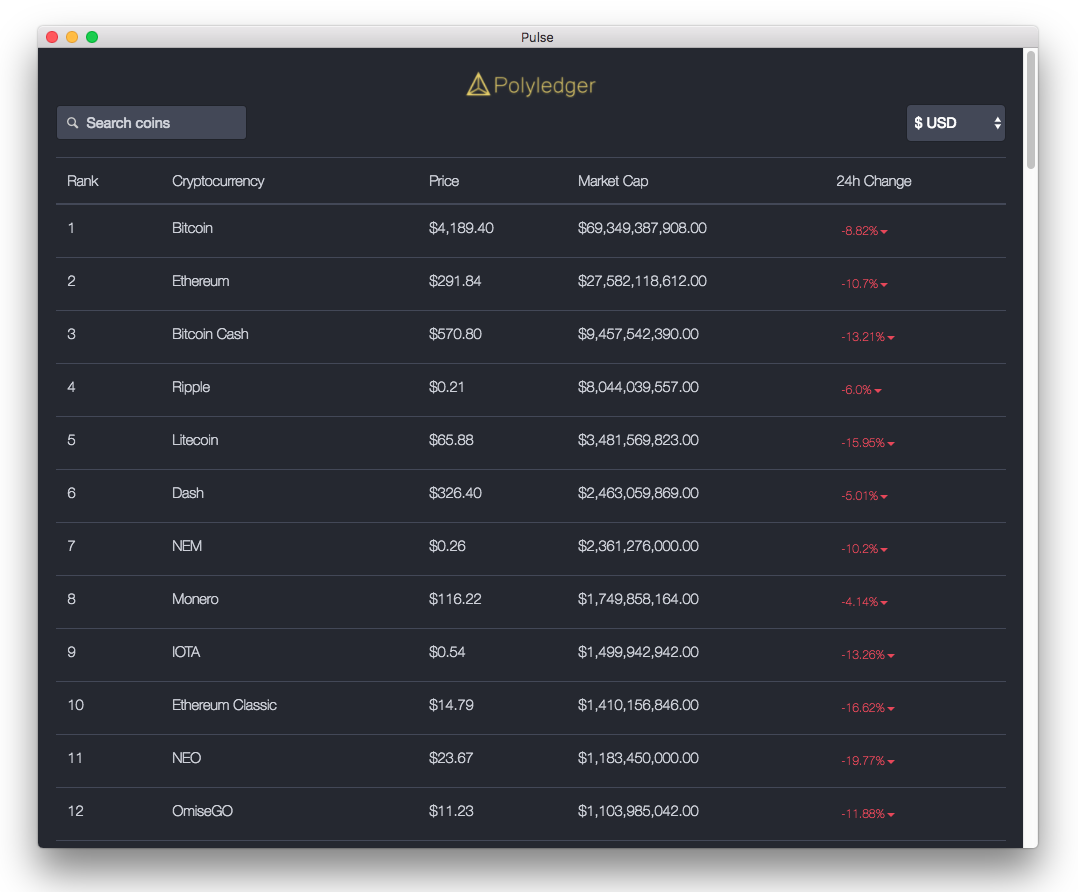 Pulse
Polyledger
Search coins
$ USD
Rank Cryptocurrency Price Market Cap 24h Change
1 Bitcoin $4,189.40 $69,349,387,908.00 -8.82%
2 Ethereum $291.84 $27,582,118,612.00 -10.7%
3 Bitcoin Cash $570.80 $9,457,542,390.00 -13.21%
4 Ripple $0.21 $8,044,039,557.00 -6.0%
5 Litecoin $65.88 $3,481,569,823.00 -15.95%
6 Dash $326.40 $2,463,059,869.00 -5.01%
7 NEM $0.26 $2,361,276,000.00 -10.2%
8 Monero $116.22 $1,749,858,164.00 -4.14%
9 IOTA $0.54 $1,499,942,942.00 -13.26%
10 Ethereum Classic $14.79 $1,410,156,846.00 -16.62%
11 NEO $23.67 $1,183,450,000.00 -19.77%
12 OmiseGO $11.23 $1,103,985,042.00 -11.88%